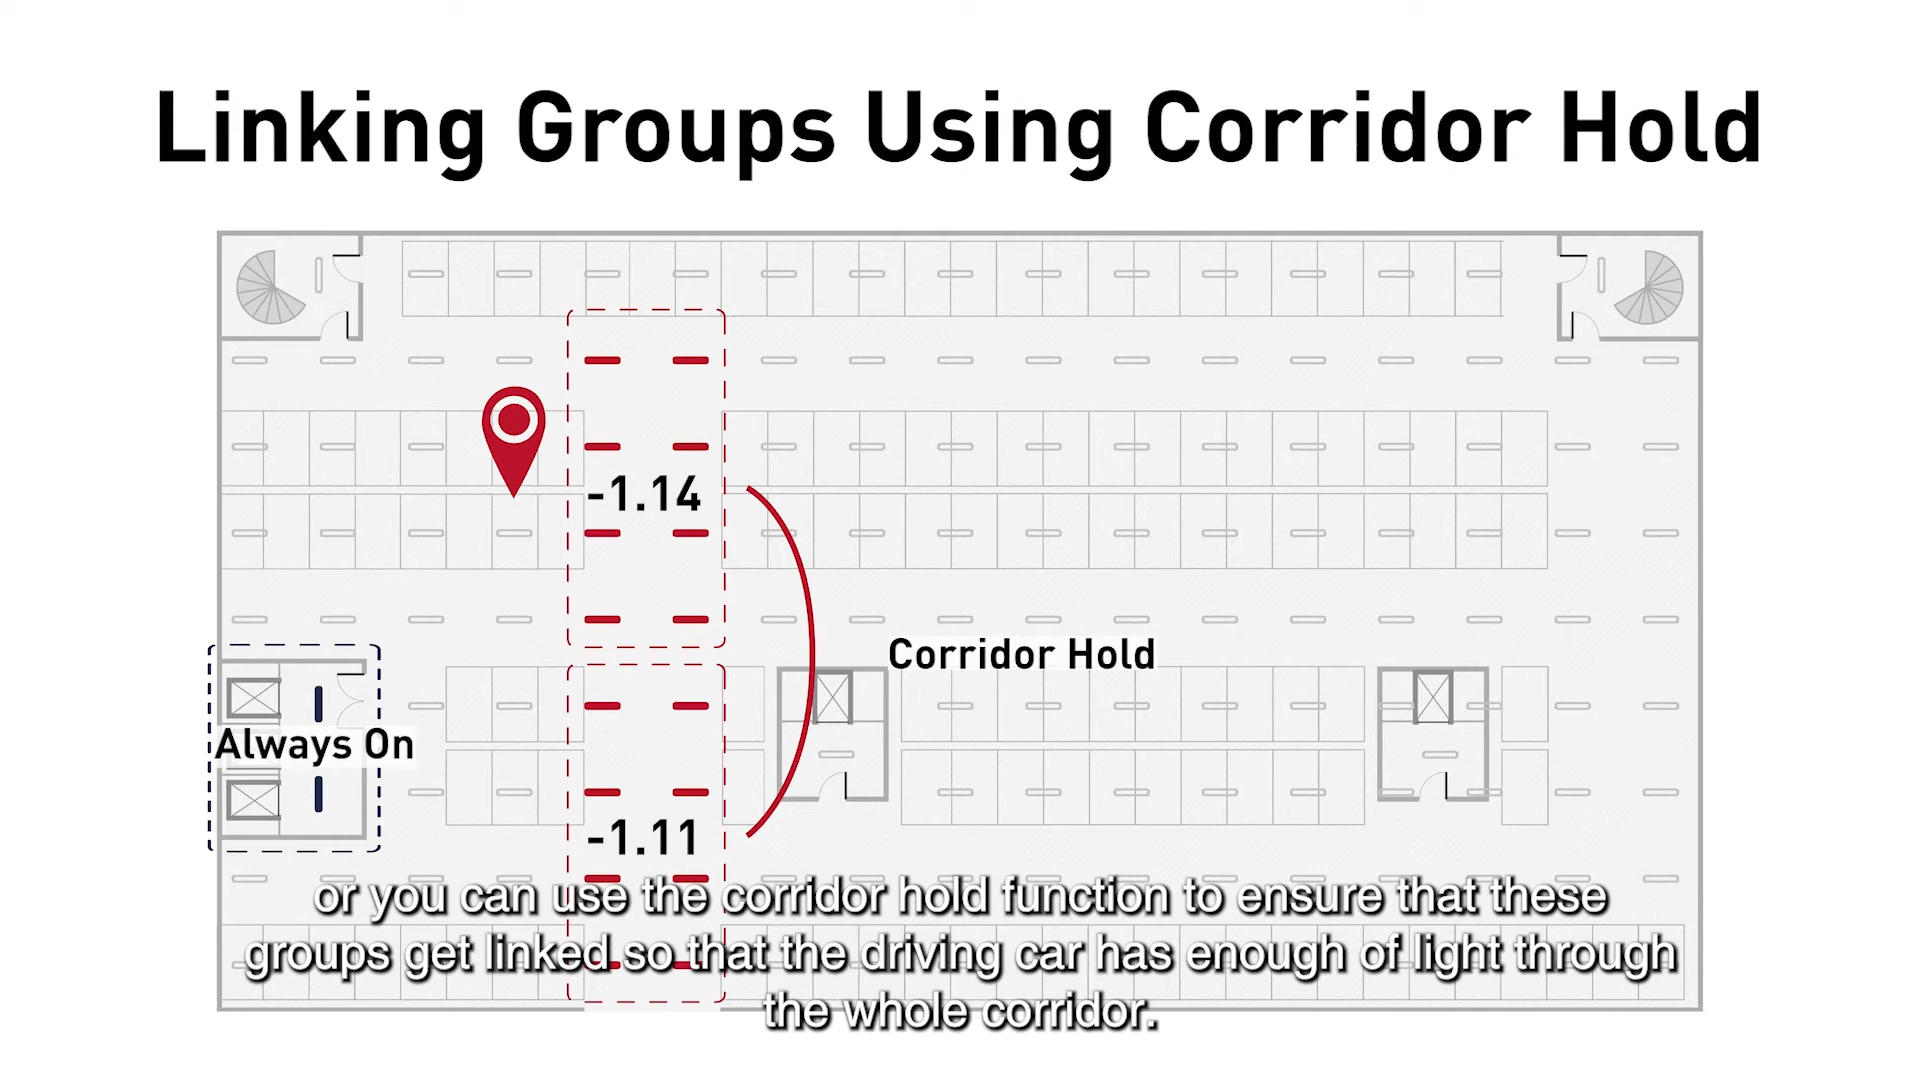 Linking Groups Using Corridor Hold
-1.14
Corridor Hold
Always On
-1.11
or you can use the corridor hold function to ensure that these
groups get linked so that the driving car has enough of light through
the whole corridor.